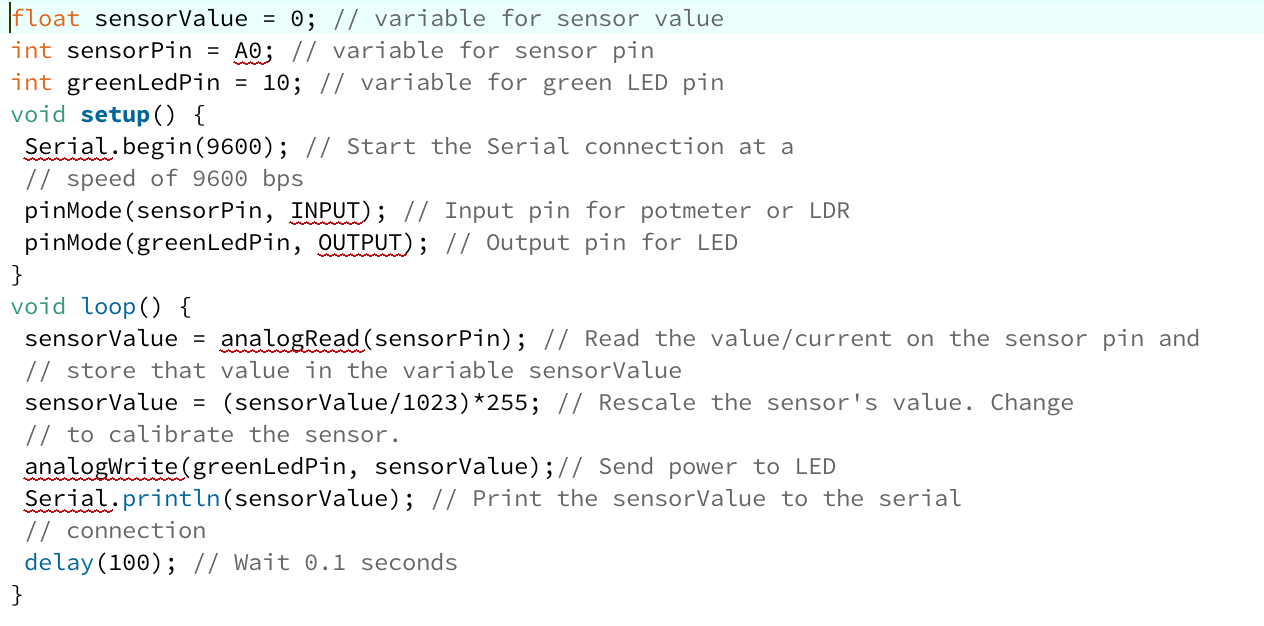 float sensorValue = 0; // variable for sensor value
int sensorPin = A0; // variable for sensor pin
int greenLedPin = 10; // variable for green LED pin
void setup() {
 Serial.begin(9600); // Start the Serial connection at a
 // speed of 9600 bps
 pinMode(sensorPin, INPUT); // Input pin for potmeter or LDR
 pinMode(greenLedPin, OUTPUT); // Output pin for LED
}
void loop() {
 sensorValue = analogRead(sensorPin); // Read the value/current on the sensor pin and
 // store that value in the variable sensorValue
 sensorValue = (sensorValue/1023)*255; // Rescale the sensor's value. Change
 // to calibrate the sensor.
 analogWrite(greenLedPin, sensorValue);// Send power to LED
 Serial.println(sensorValue); // Print the sensorValue to the serial
 // connection
 delay(100); // Wait 0.1 seconds
}